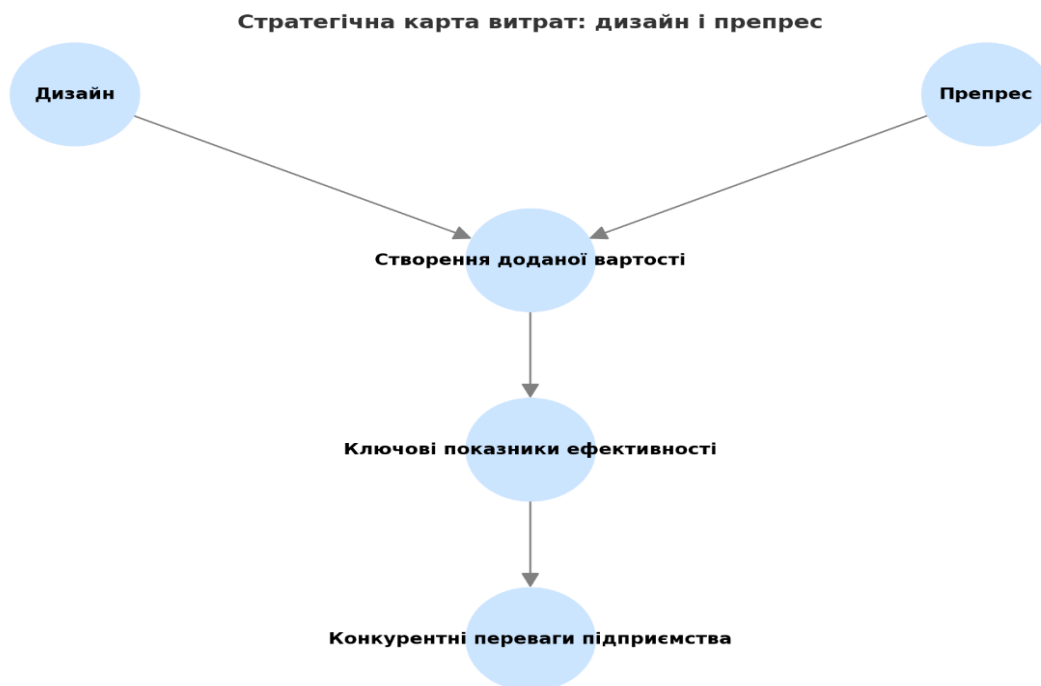 Стратегічна карта витрат: дизайн і препрес
Дизайн
Препрес
Створення доданої вартості
Ключові показники ефективності
Конкурентні переваги підприємства